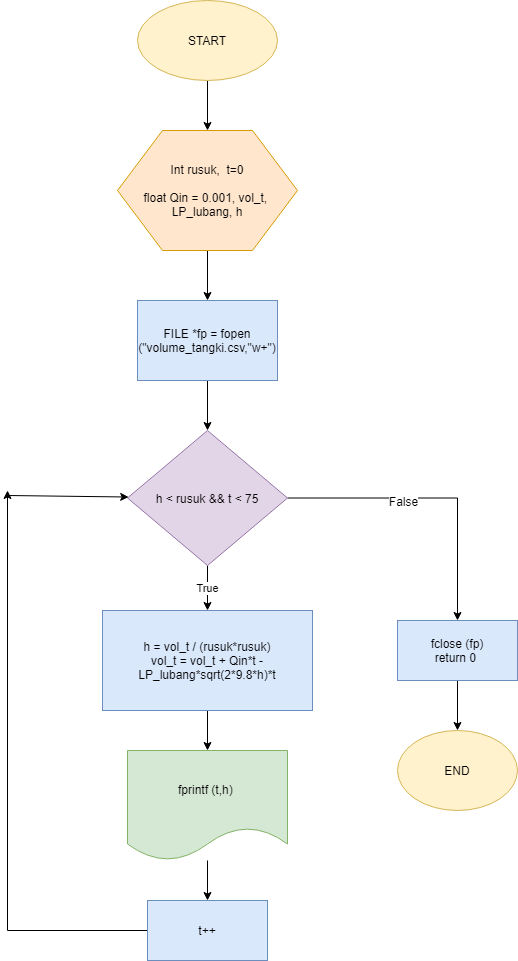 START
Int rusuk, t=0
float Qin = 0.001, vol_t,
LP_lubang, h
FILE *fp = fopen
("volume_tangki.csv,"w+")
h < rusuk && t < 75
False
True
h = vol_t / (rusuk*rusuk)
vol_t = vol_t + Qin*t -
LP_lubang*sqrt(2*9.8*h)*t
fclose (fp)
return 0
fprintf (t,h)
END
t++